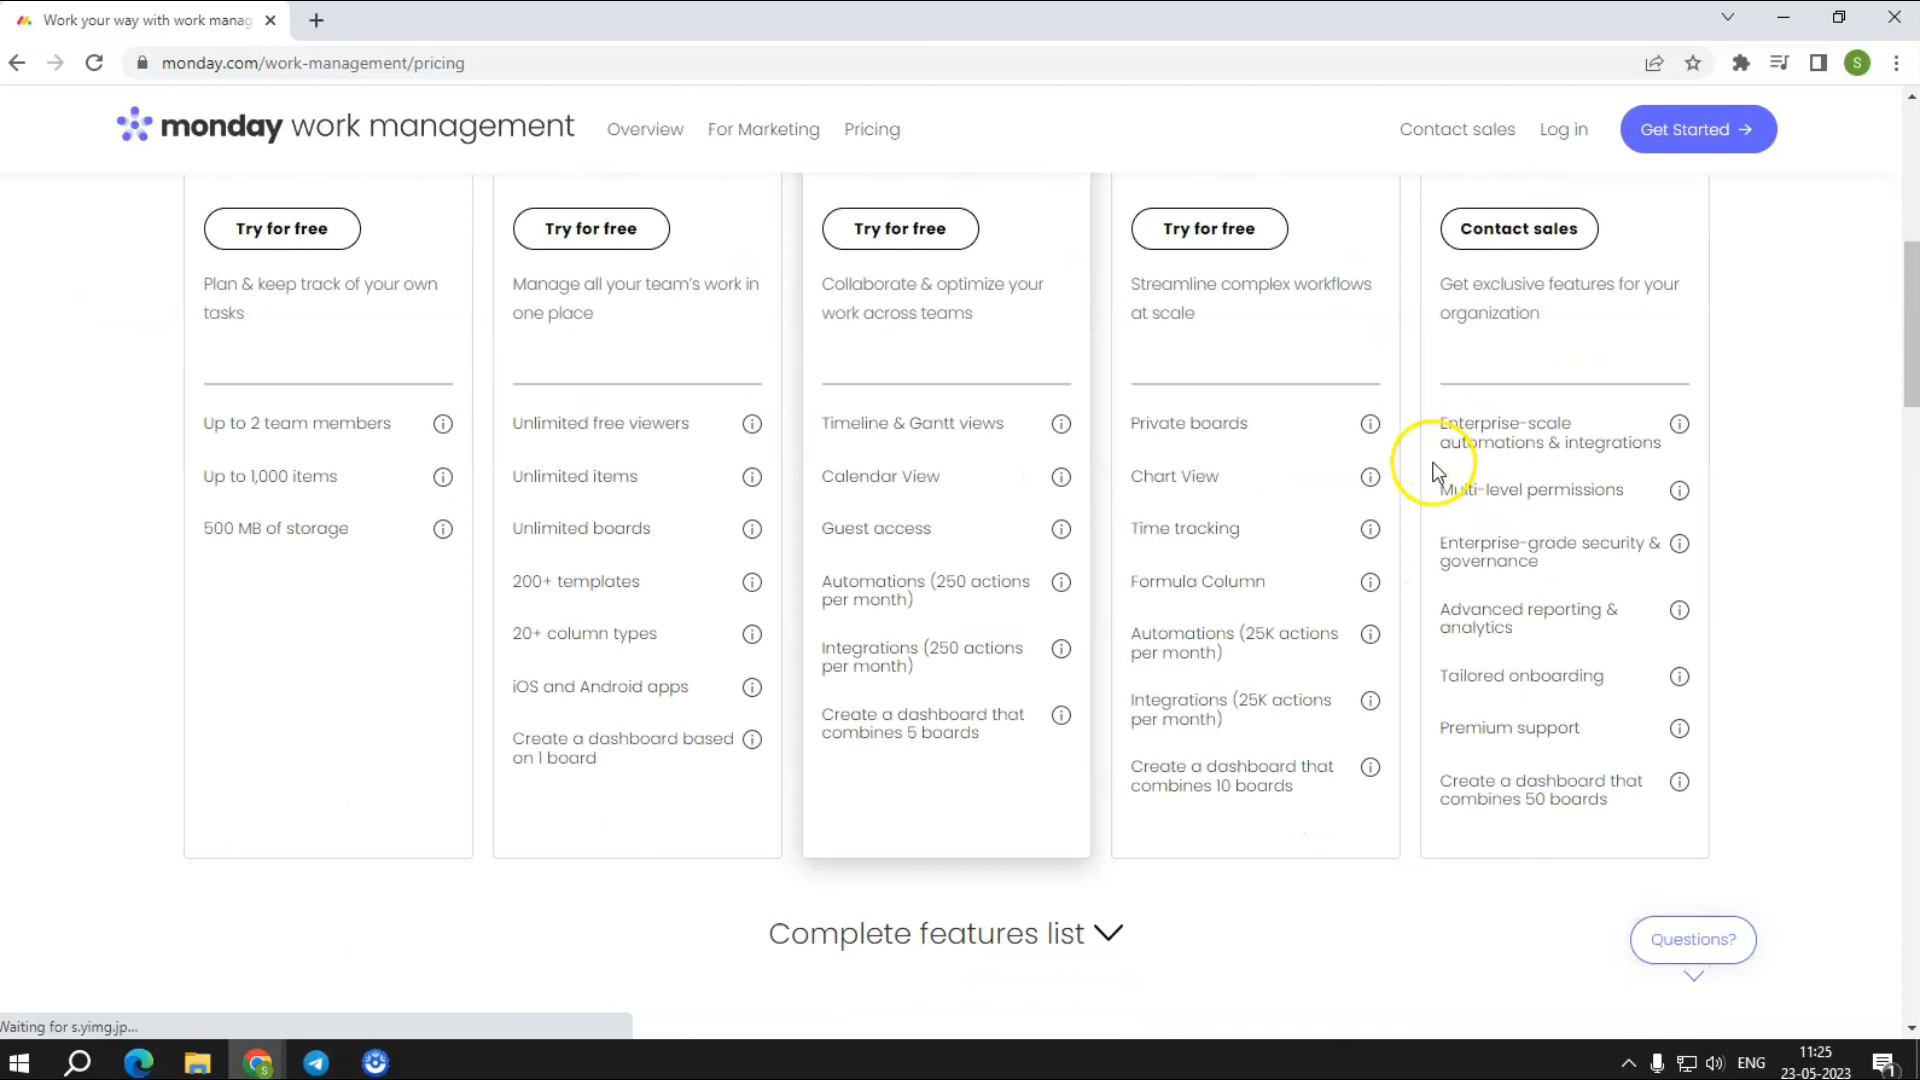 Work your way with work manag
monday.com/work-management/pricing
S
monday work management
Overview
For Marketing
Pricing
Contact sales
Log in
Get Started →
Try for free
Plan & keep track of your own
tasks
Up to 2 team members
Up to 1,000 items
500 MB of storage
Try for free
Manage all your team's work in
one place
Unlimited free viewers
Unlimited items
Unlimited boards
200+ templates
20+ column types
iOS and Android apps
Create a dashboard based
on 1 board
Try for free
Collaborate & optimize your
work across teams
Timeline & Gantt views
Calendar View
Guest access
Automations (250 actions
per month)
Integrations (250 actions
per month)
Create a dashboard that
combines 5 boards
Try for free
Streamline complex workflows
at scale
Private boards
Chart View
Time tracking
Formula Column
Automations (25K actions
per month)
Integrations (25K actions
per month)
Create a dashboard that
combines 10 boards
Contact sales
Get exclusive features for your
organization
Enterprise-scale
automations & integrations
Multi-level permissions
Enterprise-grade security &
governance
Advanced reporting &
analytics
Tailored onboarding
Premium support
Create a dashboard that
combines 50 boards
Complete features list
Questions?
Waiting for s.yimg.jp...
ENG
11:25
23-05-2023
1